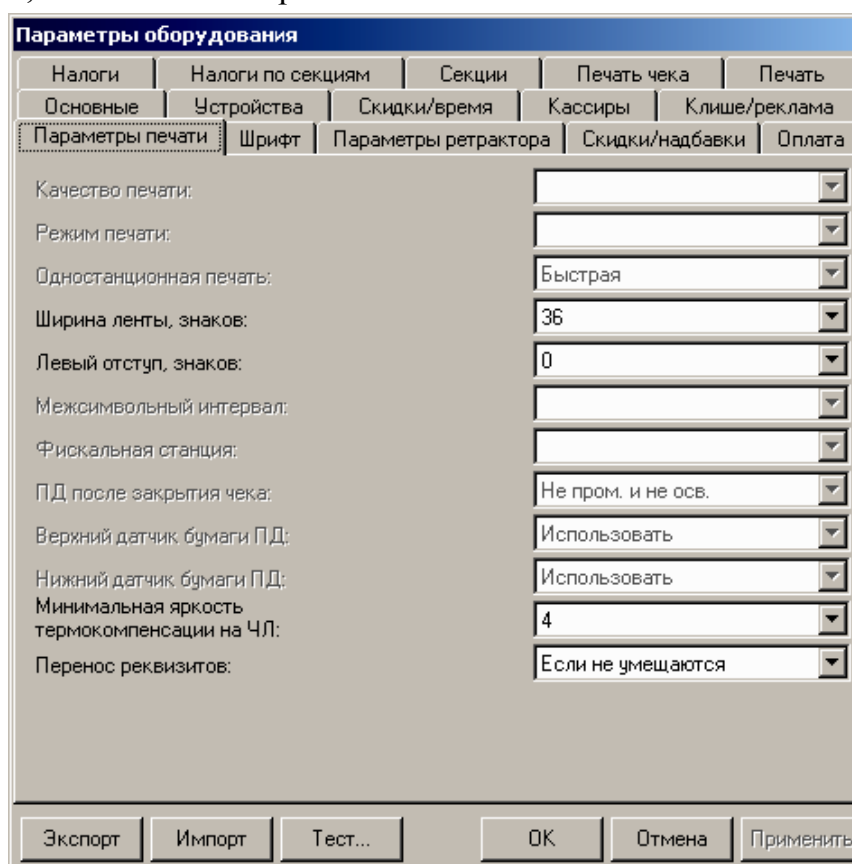 Параметры оборудования
Налоги Налоги по секциям Секции Печать чека Печать
Основные Устройства Скидки/время Кассиры Клише/реклама
Параметры печати Шрифт Параметры ретрактора Скидки/надбавки Оплата
Качество печати:
Режим печати:
Одностанционная печать: Быстрая
Ширина ленты, знаков: 36
Левый отступ, знаков: 0
Межсимвольный интервал:
Фискальная станция:
ПД после закрытия чека: Не пром. и не осв.
Верхний датчик бумаги ПД: Использовать
Нижний датчик бумаги ПД: Использовать
Минимальная яркость
термокомпенсации на ЧЛ: 4
Перенос реквизитов: Если не умещаются
Экспорт Импорт Тест... OK Отмена Применить